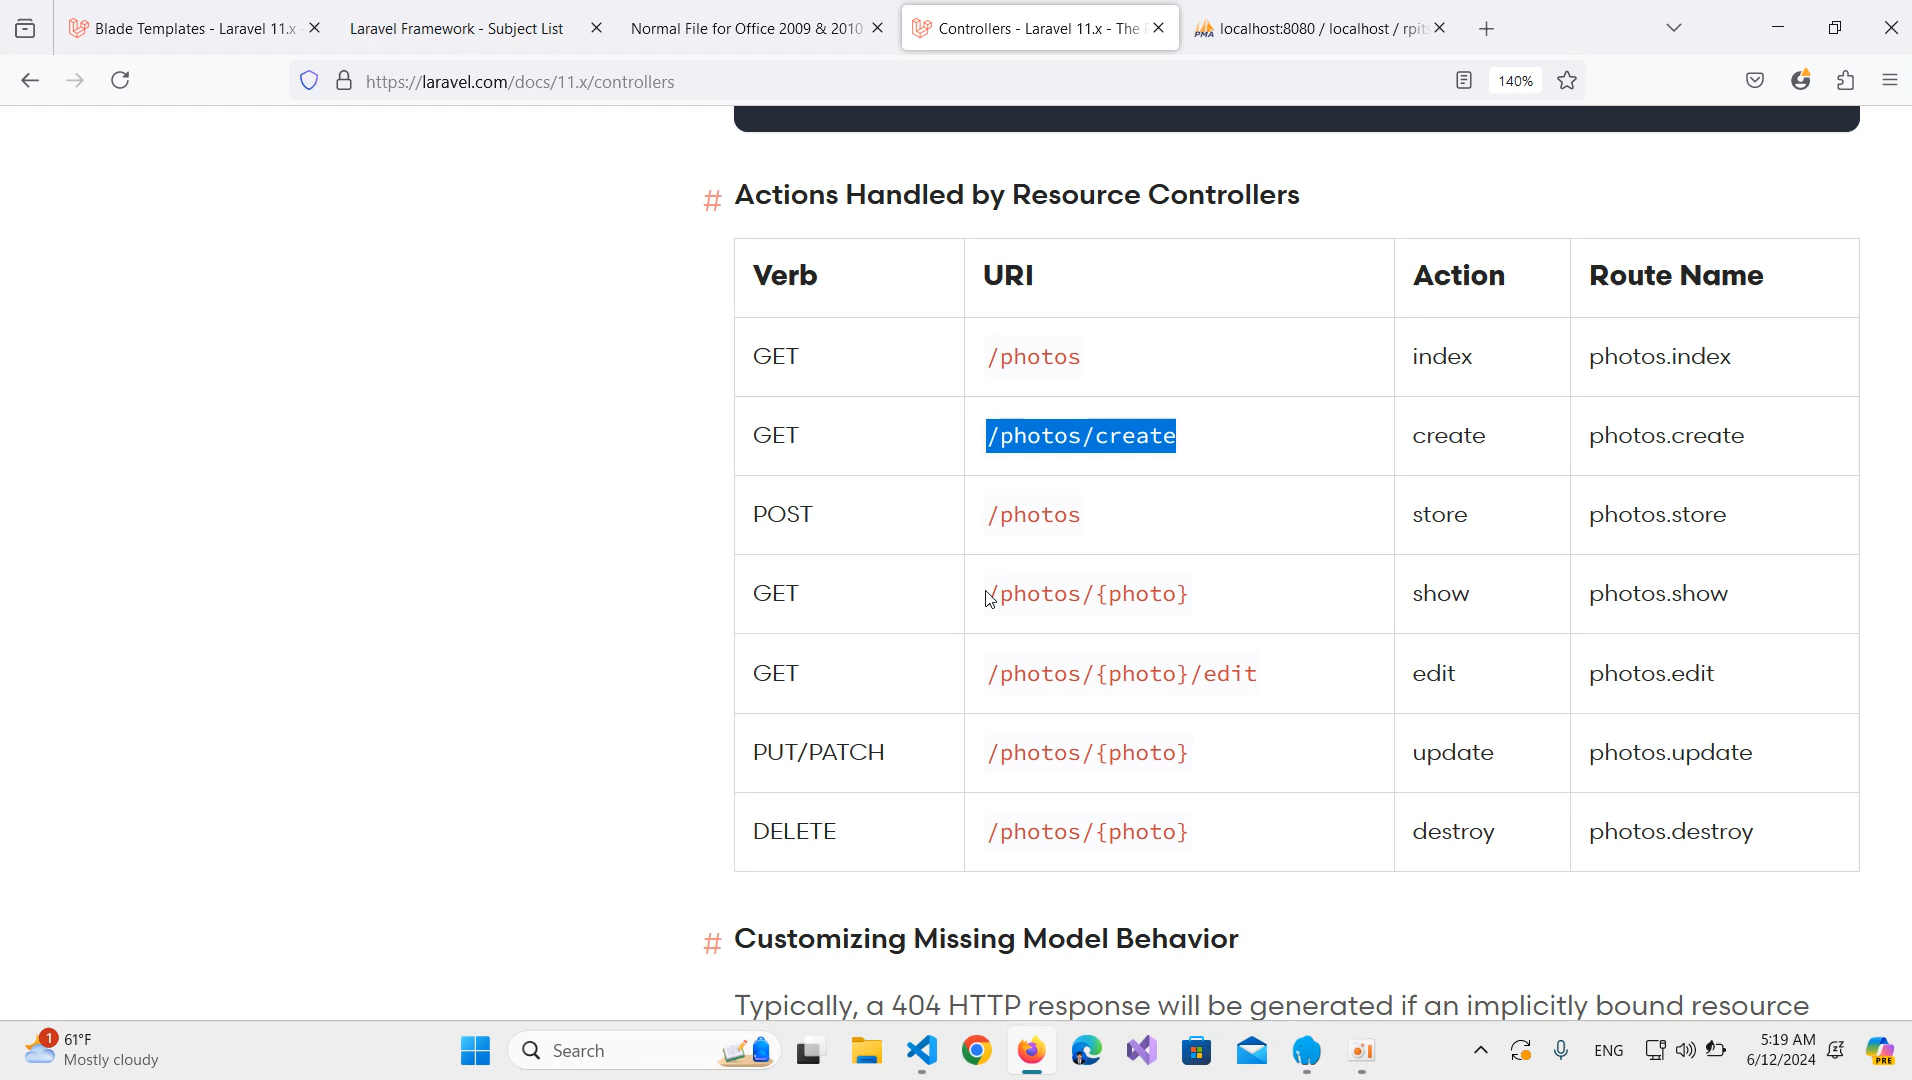 Blade Templates - Laravel 11.x -
Laravel Framework - Subject List
Normal File for Office 2009 & 2010
Controllers - Laravel 11.x - The
PMA
localhost:8080 / localhost / rpits
https://laravel.com/docs/11.x/controllers
140%
# Actions Handled by Resource Controllers
Verb URI Action Route Name
GET /photos index photos.index
GET /photos/create create photos.create
POST /photos store photos.store
GET /photos/{photo} show photos.show
GET /photos/{photo}/edit edit photos.edit
PUT/PATCH /photos/{photo} update photos.update
DELETE /photos/{photo} destroy photos.destroy
# Customizing Missing Model Behavior
Typically, a 404 HTTP response will be generated if an implicitly bound resource
1
61°F
Mostly cloudy
Search
ENG
5:19 AM
6/12/2024
PRE